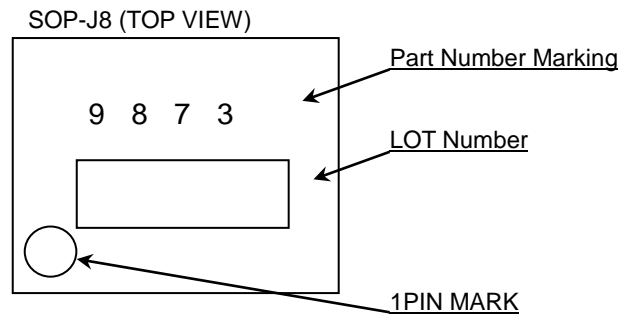 SOP-J8 (TOP VIEW)
Part Number Marking
9 8 7 3
LOT Number
1PIN MARK